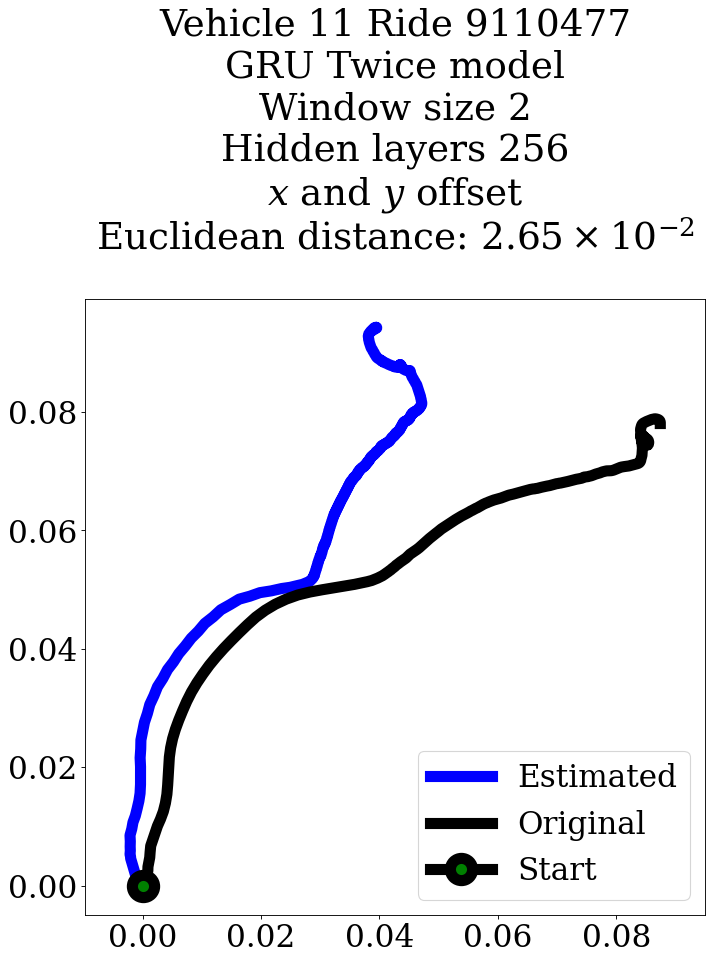 Vehicle 11 Ride 9110477
GRU Twice model
Window size 2
Hidden layers 256
x and y offset
Euclidean distance: 2.65 × 10⁻²
0.08
0.06
0.04
0.02
0.00
Estimated
Original
Start
0.00 0.02 0.04 0.06 0.08